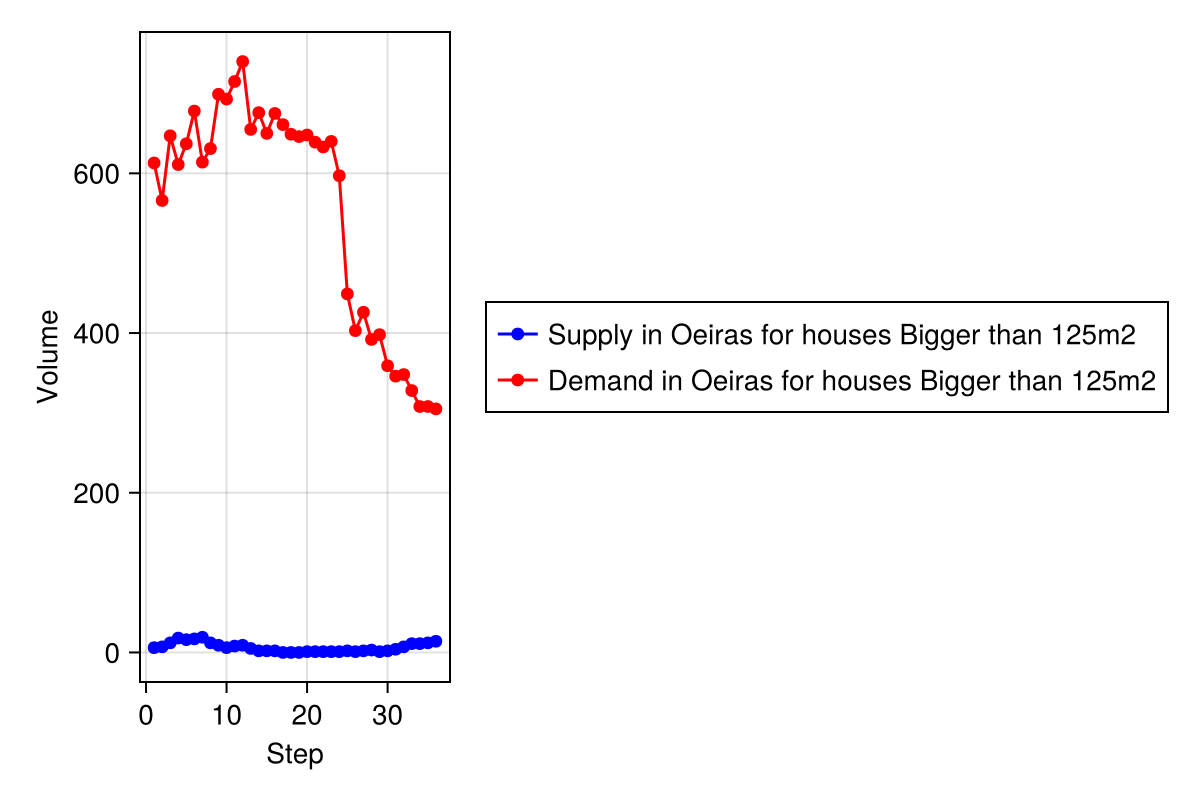 Volume
600
400
200
0
0 10 20 30
Step
Supply in Oeiras for houses Bigger than 125m2
Demand in Oeiras for houses Bigger than 125m2